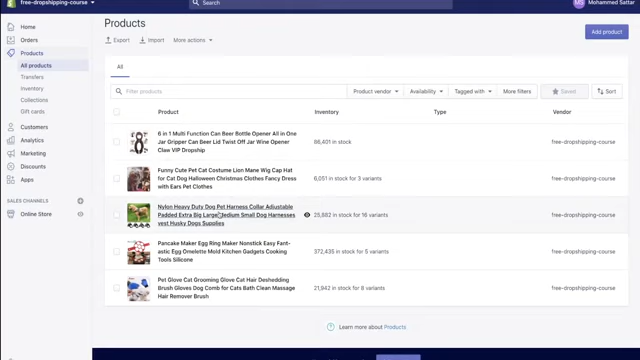 free-dropshipping-course
Search
MS
Mohammed Sattar
Home
Orders
Products
All products
Transfers
Inventory
Collections
Gift cards
Customers
Analytics
Marketing
Discounts
Apps
SALES CHANNELS
Online Store
Products
Export
Import
More actions
Add product
All
Filter products
Product vendor
Availability
Tagged with
More filters
Saved
Sort
Product
Inventory
Type
Vendor
6 in 1 Multi Function Can Beer Bottle Opener All in One
Jar Gripper Can Beer Lid Twist Off Jar Wine Opener
Claw VIP Dropship
86,401 in stock
free-dropshipping-course
Funny Cute Pet Cat Costume Lion Mane Wig Cap Hat
for Cat Dog Halloween Christmas Clothes Fancy Dress
with Ears Pet Clothes
6,051 in stock for 3 variants
free-dropshipping-course
Nylon Heavy Duty Dog Pet Harness Collar Adjustable
Padded Extra Big Large Medium Small Dog Harnesses
vest Husky Dogs Supplies
23,882 in stock for 16 variants
free-dropshipping-course
Pancake Maker Egg Ring Maker Nonstick Easy Fant-
astic Egg Omelette Mold Kitchen Gadgets Cooking
Tools Silicone
372,435 in stock for 5 variants
free-dropshipping-course
Pet Glove Cat Grooming Glove Cat Hair Deshedding
Brush Gloves Dog Comb for Cats Bath Clean Massage
Hair Remover Brush
21,942 in stock for 8 variants
free-dropshipping-course
Learn more about Products